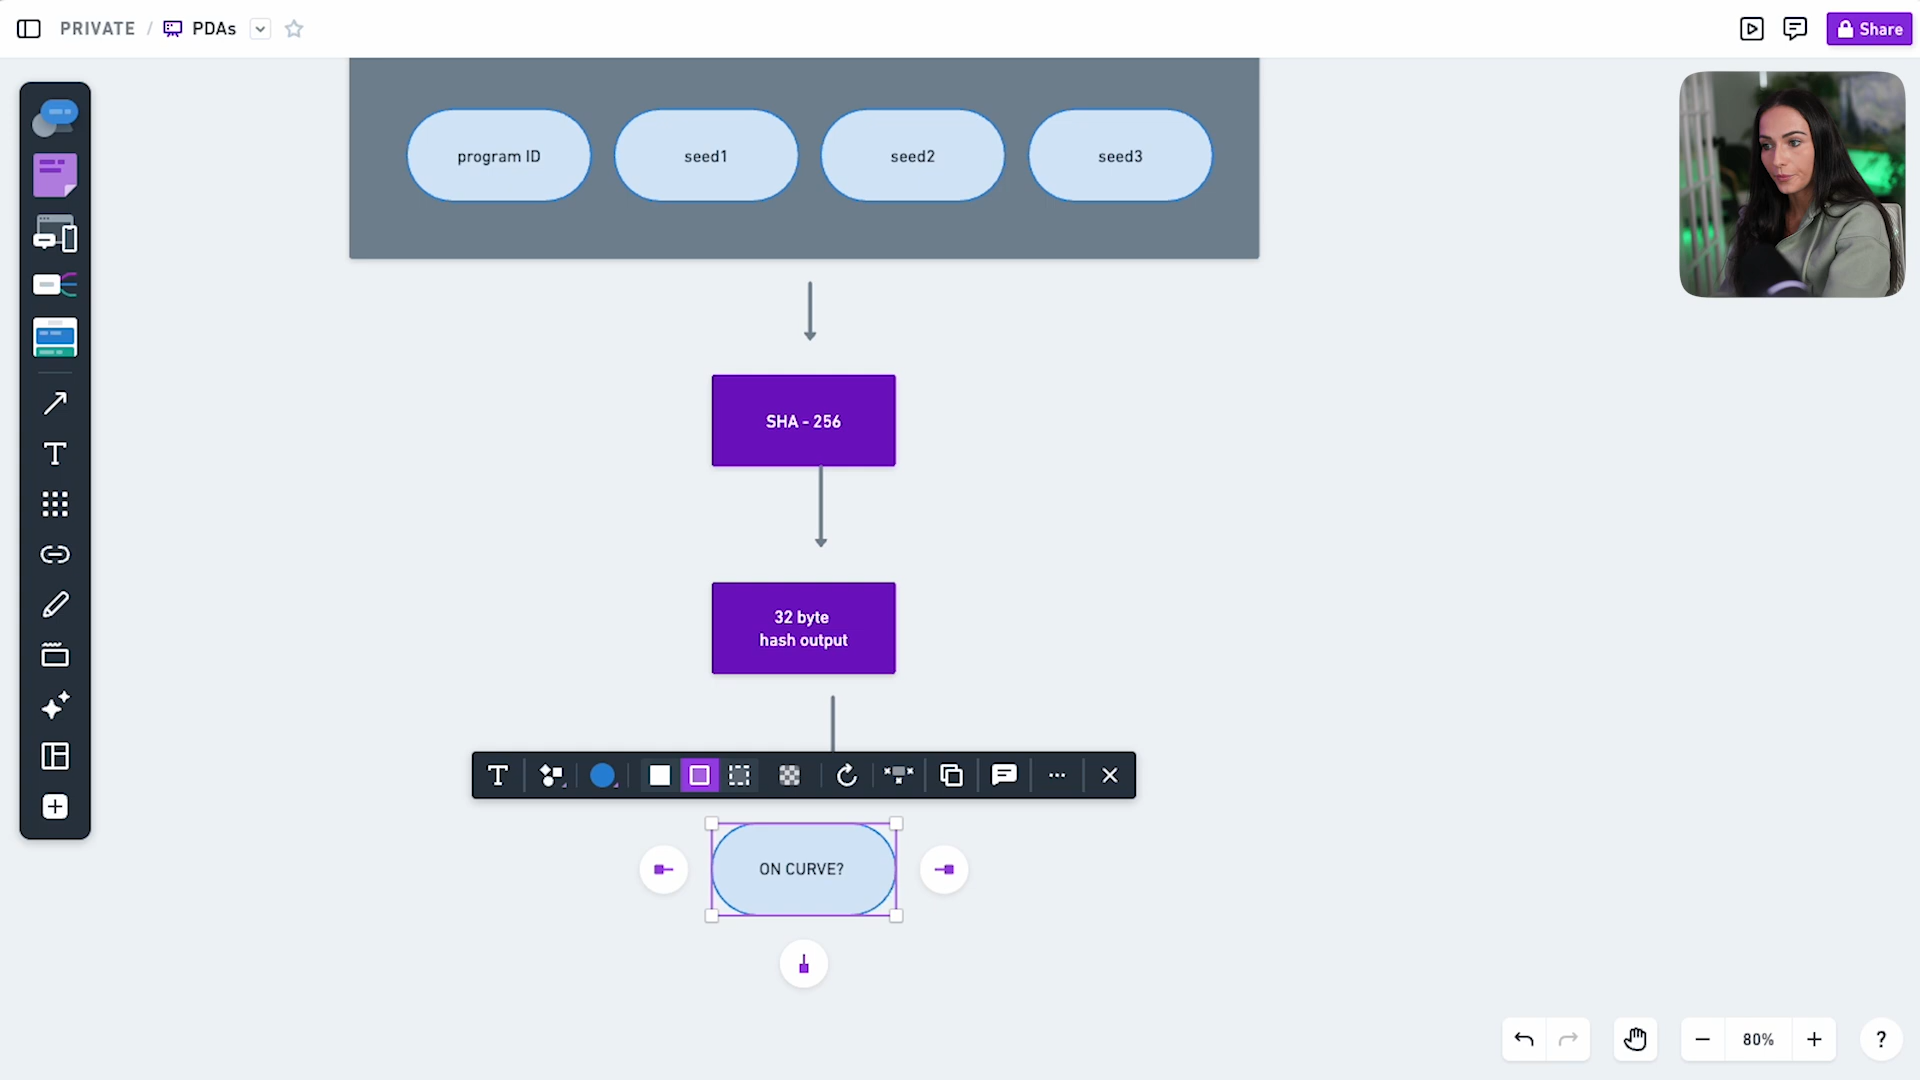 PRIVATE / PDAs
Share
program ID
seed1
seed2
seed3
SHA - 256
32 byte
hash output
ON CURVE?
80%
?